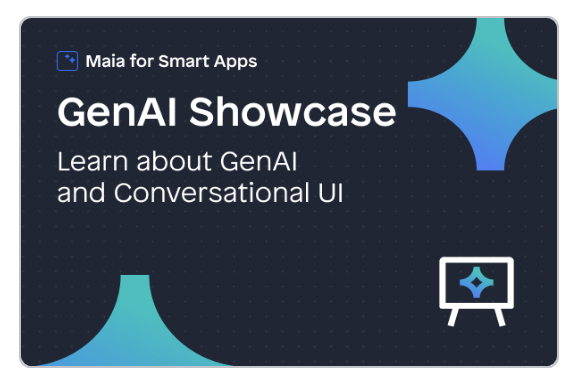 Maia for Smart Apps
GenAI Showcase
Learn about GenAI
and Conversational UI